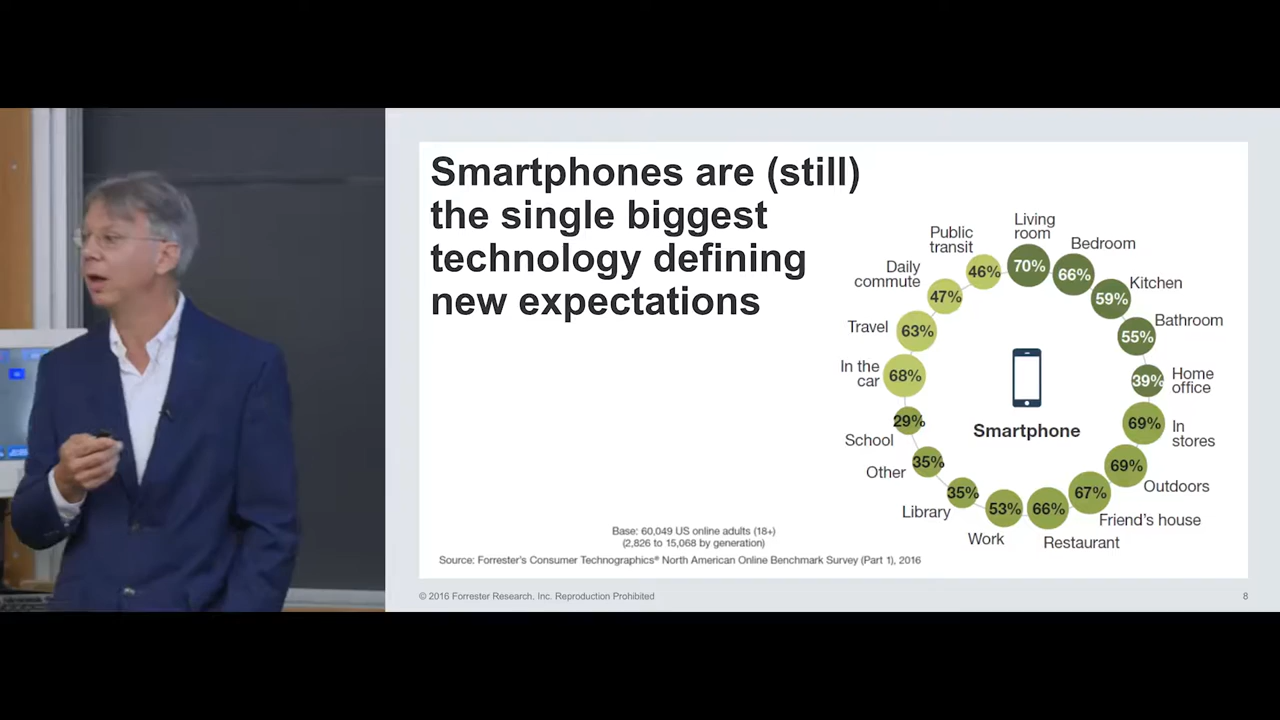 Smartphones are (still)
the single biggest
technology defining
new expectations
Living
room
70%
Bedroom
66%
Kitchen
59%
Bathroom
55%
Home
office
39%
In
stores
69%
Outdoors
69%
Friend's house
67%
Restaurant
66%
Work
53%
Library
35%
Other
35%
School
29%
In the
car
68%
Travel
63%
Daily
commute
47%
Public
transit
46%
Smartphone
Base: 60,049 US online adults (18+)
(2,826 to 15,068 by generation)
Source: Forrester's Consumer Technographics® North American Online Benchmark Survey (Part 1), 2016
© 2016 Forrester Research, Inc. Reproduction Prohibited
8